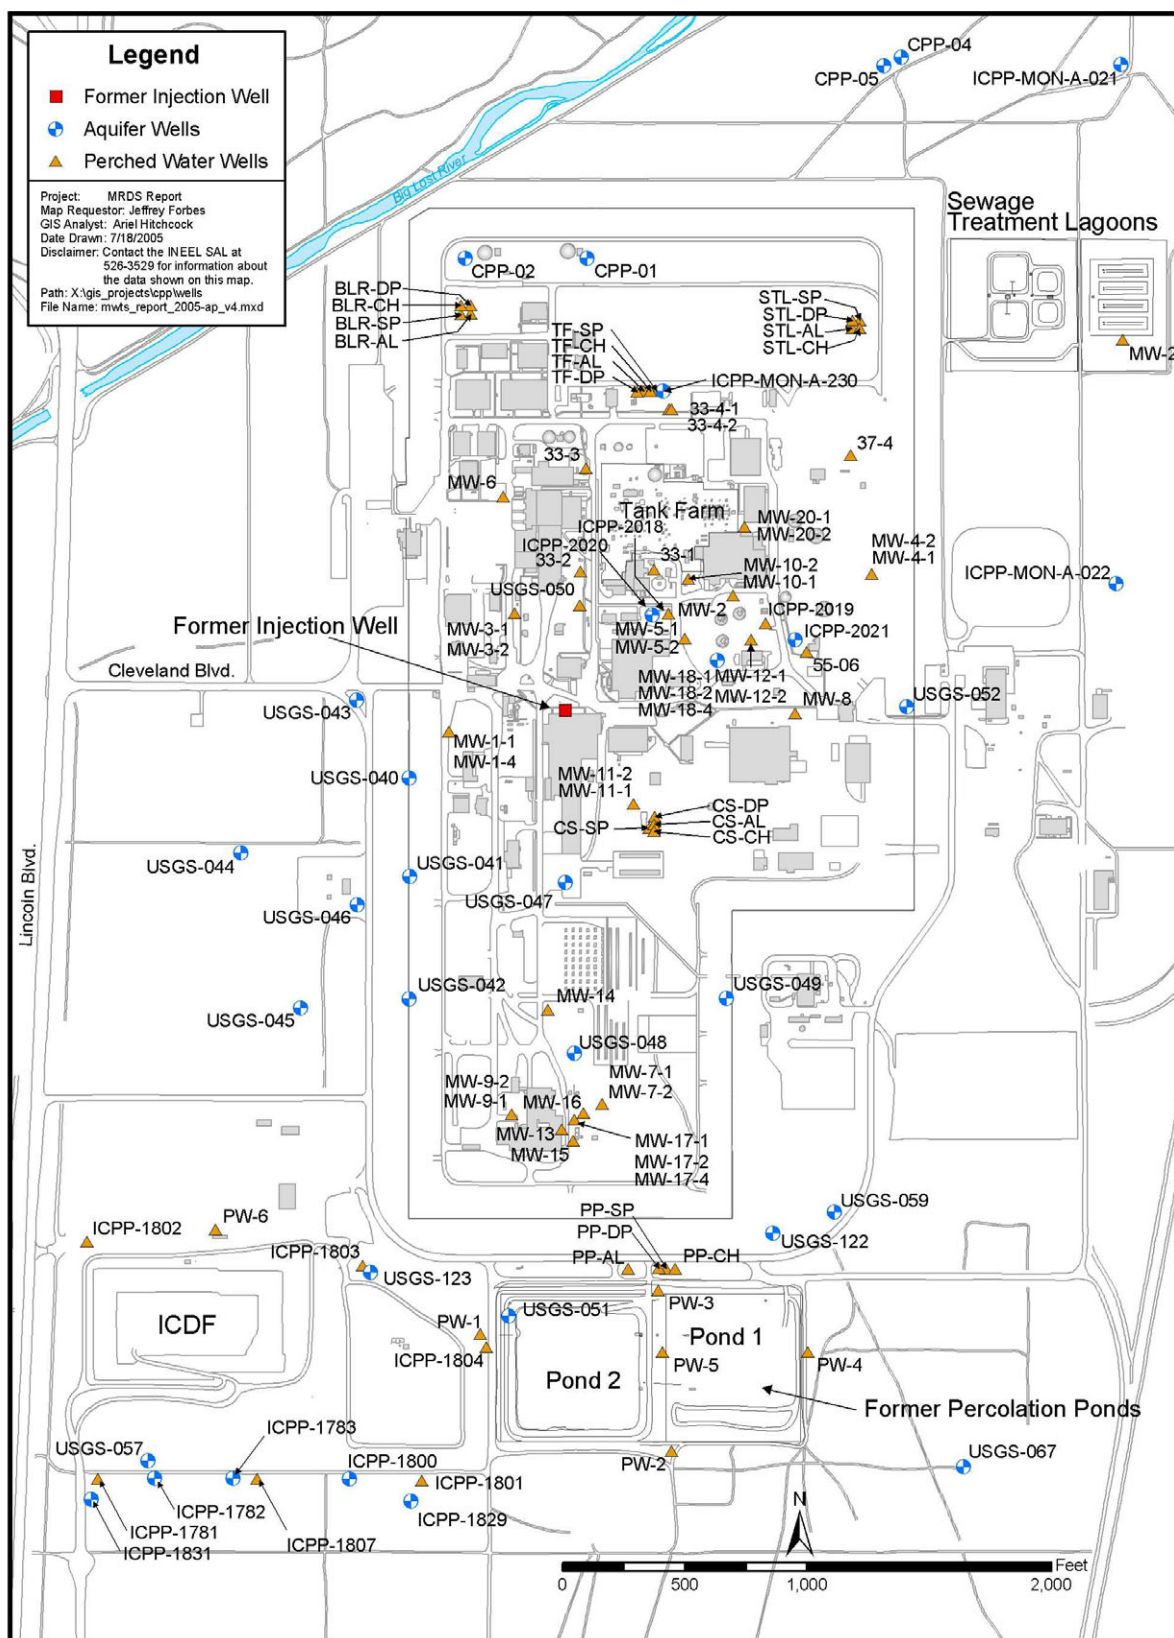 Legend
Former Injection Well
Aquifer Wells
Perched Water Wells
Project: MRDS Report
Map Requestor: Jeffrey Forbes
GIS Analyst: Ariel Hitchcock
Date Drawn: 7/18/2005
Disclaimer: Contact the INEEL SAL at
526-3529 for information about
the data shown on this map.
Path: X:\gis_projects\cpp\wells
File Name: mwts_report_2005-ap_v4.mxd
Big Lost River
CPP-04
CPP-05
ICPP-MON-A-021
Sewage
Treatment Lagoons
CPP-02
CPP-01
BLR-DP
BLR-CH
BLR-SP
BLR-AL
STL-SP
STL-DP
STL-AL
STL-CH
TF-SP
TF-CH
TF-AL
TF-DP
MW-2
ICPP-MON-A-230
33-4-1
33-4-2
33-3
37-4
MW-6
Tank Farm
ICPP-2018
MW-20-1
MW-20-2
ICPP-2020
33-2
33-1
MW-10-2
MW-10-1
MW-4-2
MW-4-1
ICPP-MON-A-022
USGS-050
MW-2
ICPP-2019
MW-3-1
MW-3-2
MW-5-1
MW-5-2
ICPP-2021
Former Injection Well
55-06
Cleveland Blvd.
MW-18-1
MW-18-2
MW-18-4
MW-12-1
MW-12-2
MW-8
USGS-052
USGS-043
MW-1-1
MW-1-4
USGS-040
MW-11-2
MW-11-1
CS-DP
CS-AL
CS-SP
CS-CH
USGS-044
USGS-041
USGS-047
USGS-046
Lincoln Blvd.
USGS-042
USGS-049
MW-14
USGS-045
USGS-048
MW-7-1
MW-7-2
MW-9-2
MW-9-1
MW-16
MW-13
MW-15
MW-17-1
MW-17-2
MW-17-4
USGS-059
PP-SP
PP-DP
USGS-122
ICPP-1802
PW-6
ICPP-1803
PP-AL
PP-CH
USGS-123
PW-3
USGS-051
ICDF
PW-1
Pond 1
ICPP-1804
PW-5
PW-4
Pond 2
Former Percolation Ponds
ICPP-1783
USGS-057
ICPP-1800
PW-2
USGS-067
ICPP-1801
ICPP-1782
ICPP-1829
ICPP-1781
ICPP-1807
ICPP-1831
N
Feet
0 500 1,000 2,000